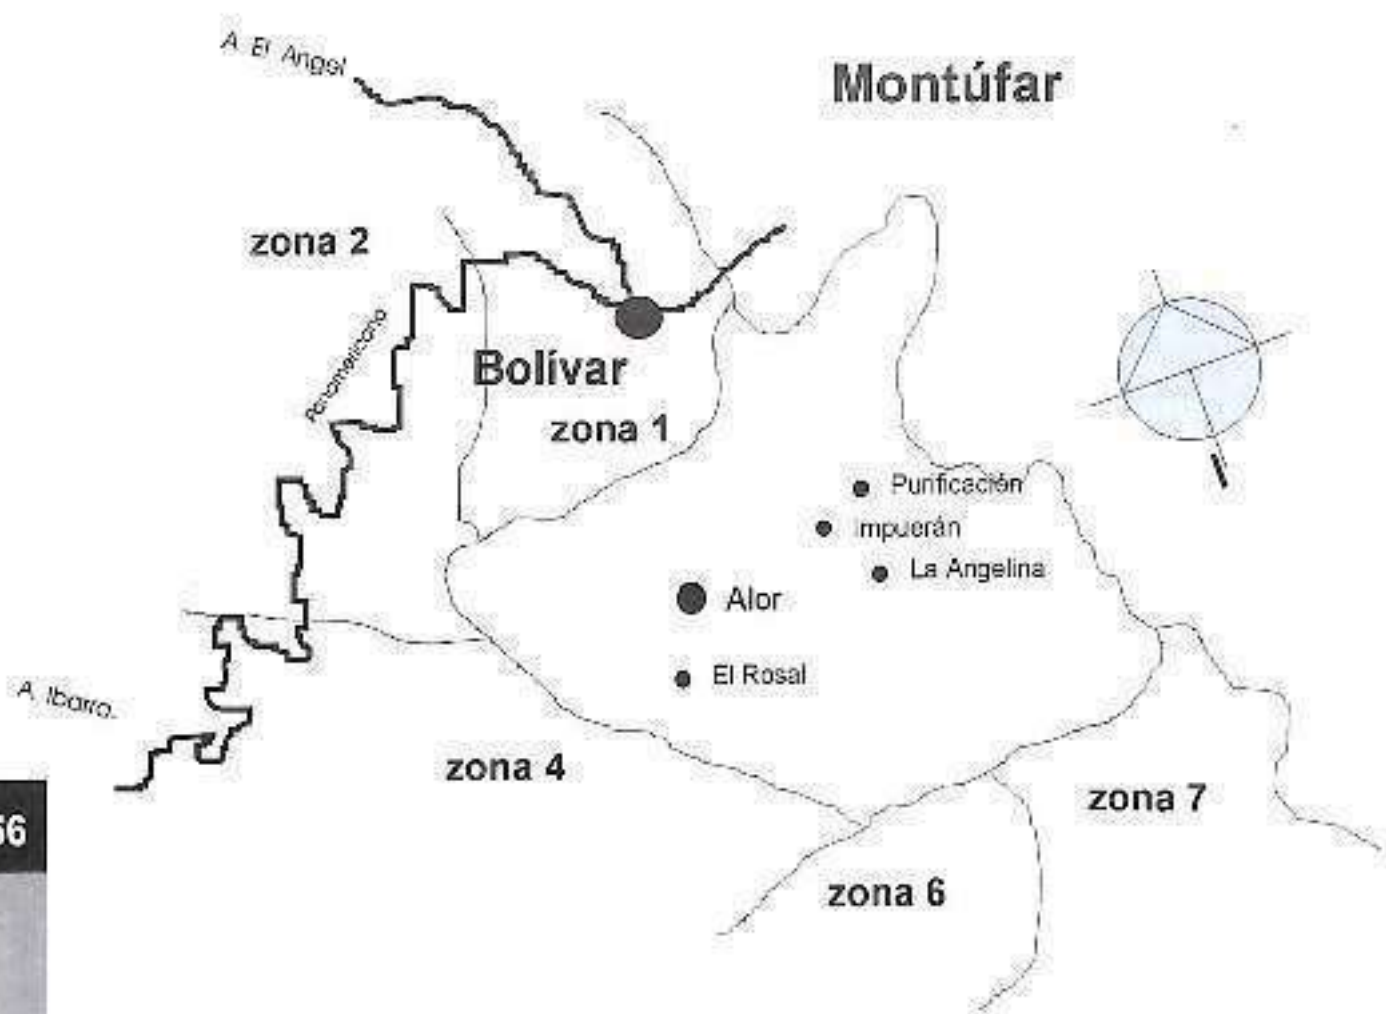 A El Angel
Montúfar
zona 2
Panamericana
Bolívar
zona 1
Purificación
Impuerán
La Angelina
Alor
El Rosal
A Ibarra.
zona 4
zona 7
66
zona 6